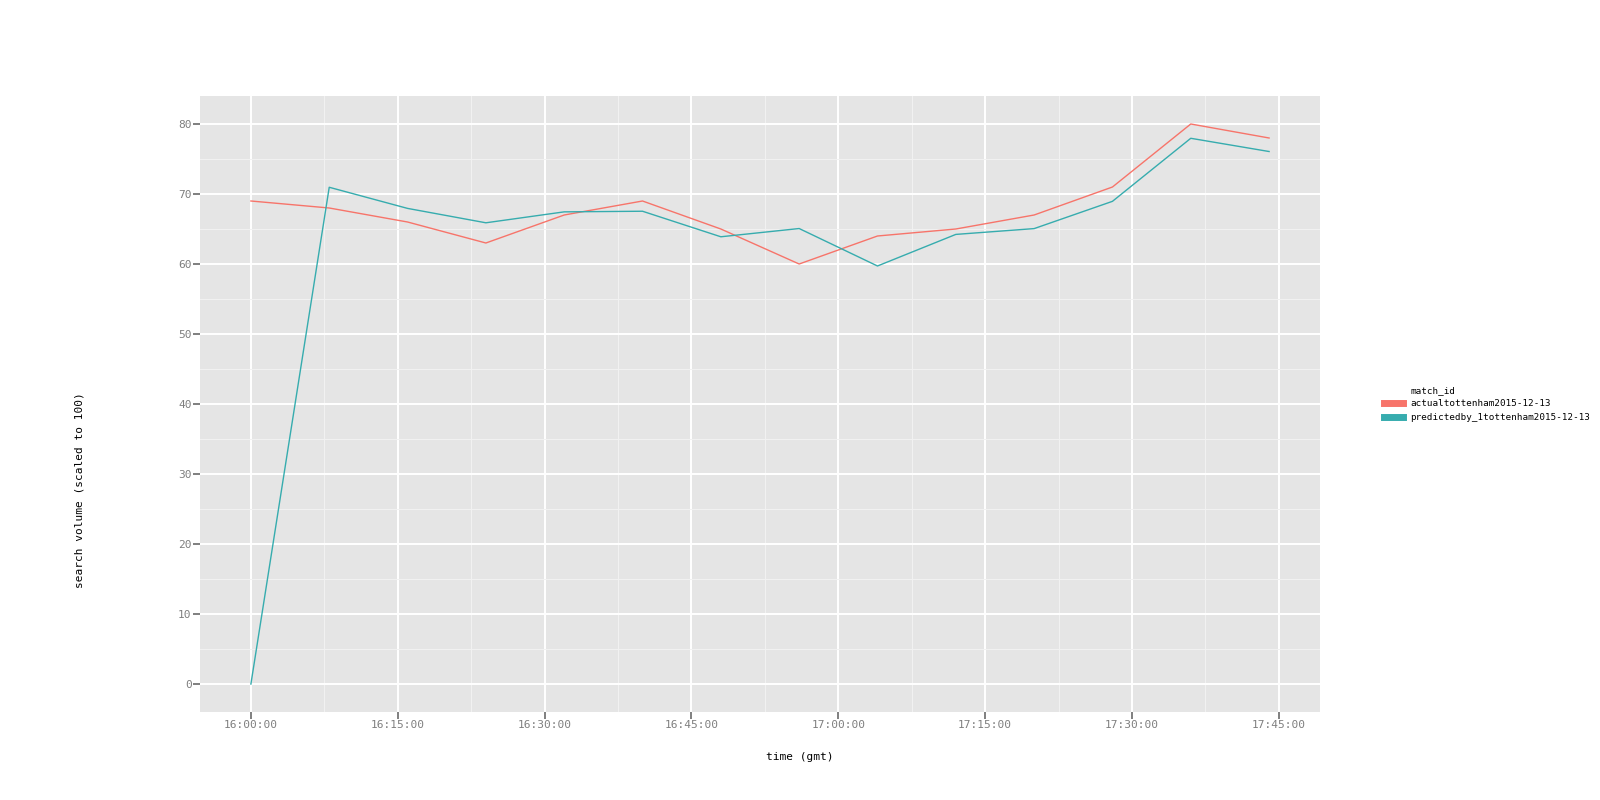 80
70
60
50
40
30
20
10
0
search volume (scaled to 100)
16:00:00 16:15:00 16:30:00 16:45:00 17:00:00 17:15:00 17:30:00 17:45:00
time (gmt)
match_id
actualtottenham2015-12-13
predictedby_1tottenham2015-12-13